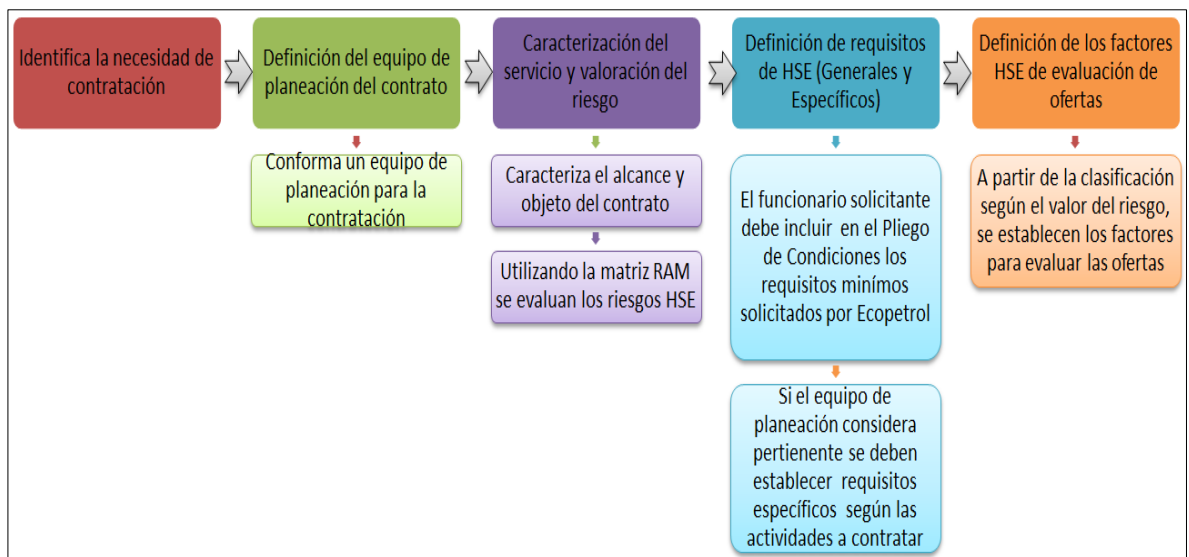 Identifica la necesidad de
contratación
Definición del equipo de
planeación del contrato
Conforma un equipo de
planeación para la
contratación
Caracterización del
servicio y valoración del
riesgo
Caracteriza el alcance y
objeto del contrato
Utilizando la matriz RAM
se evaluan los riesgos HSE
Definición de requisitos
de HSE (Generales y
Específicos)
El funcionario solicitante
debe incluir en el Pliego
de Condiciones los
requisitos minímos
solicitados por Ecopetrol
Si el equipo de
planeación considera
pertienente se deben
establecer requisitos
específicos según las
actividades a contratar
Definición de los factores
HSE de evaluación de
ofertas
A partir de la clasificación
según el valor del riesgo,
se establecen los factores
para evaluar las ofertas